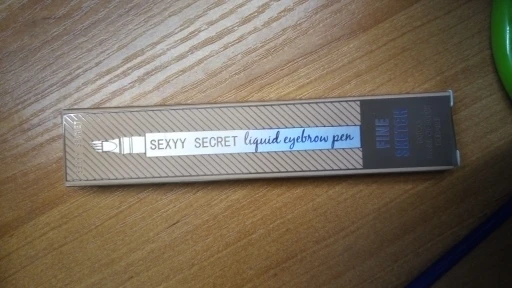 SEXYY SECRET liquid eyebrow pen
FINE
SKETCH